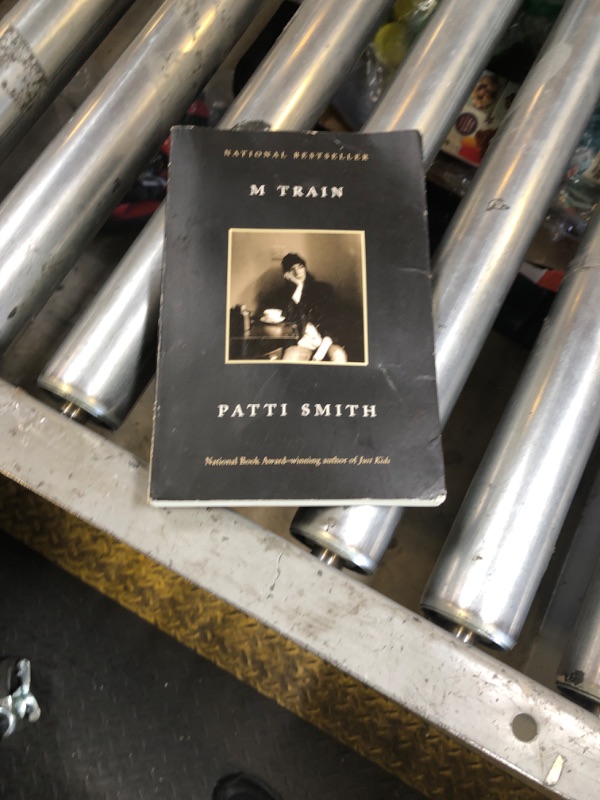 NATIONAL BESTSELLER
M TRAIN
PATTI SMITH
National Book Award–winning author of Just Kids